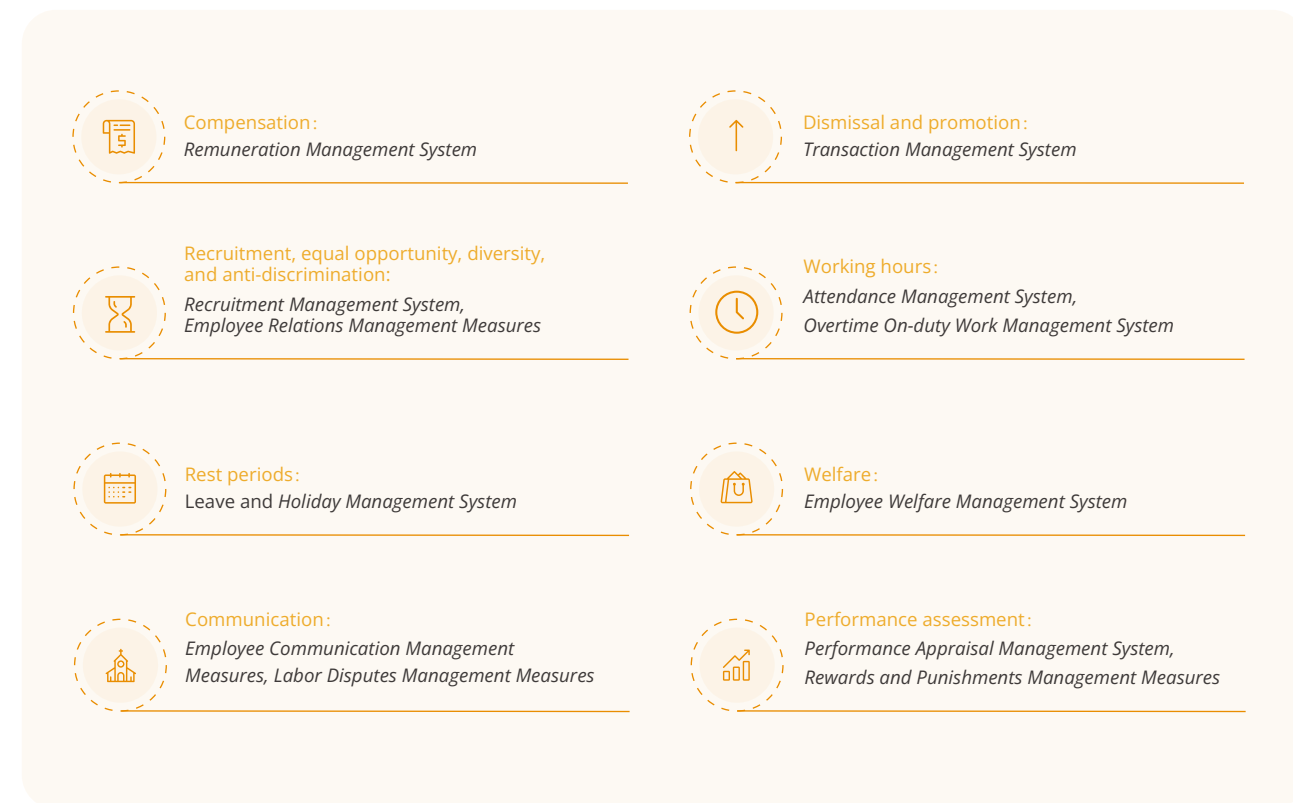 Compensation:
Remuneration Management System
Dismissal and promotion:
Transaction Management System
Recruitment, equal opportunity, diversity,
and anti-discrimination:
Recruitment Management System,
Employee Relations Management Measures
Working hours:
Attendance Management System,
Overtime On-duty Work Management System
Rest periods:
Leave and Holiday Management System
Welfare:
Employee Welfare Management System
Communication:
Employee Communication Management
Measures, Labor Disputes Management Measures
Performance assessment:
Performance Appraisal Management System,
Rewards and Punishments Management Measures